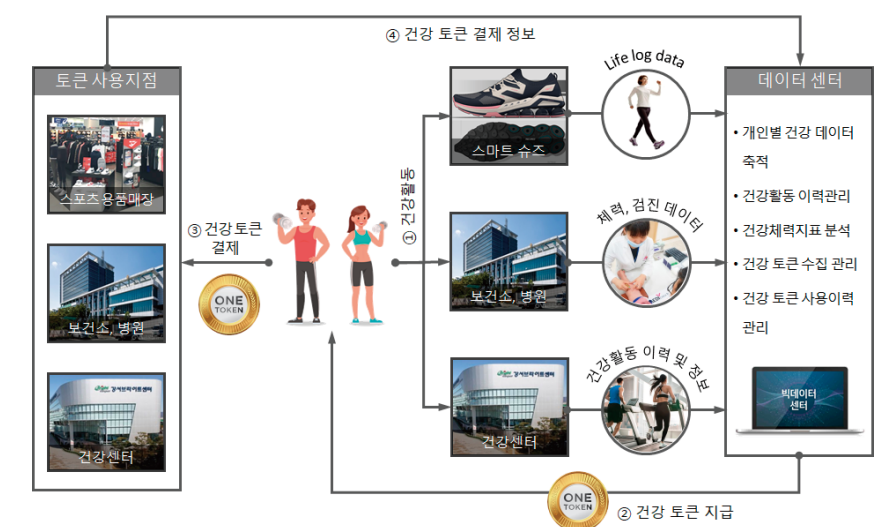 ④ 건강 토큰 결제 정보
토큰 사용지점
스포츠용품매장
보건소, 병원
건강센터
③ 건강 토큰
결제
ONE
TOKEN
① 건강활동
스마트 슈즈
보건소, 병원
건강센터
Life log data
체력, 검진 데이터
건강활동 이력 및 정보
데이터 센터
• 개인별 건강 데이터
축적
• 건강활동 이력관리
• 건강체력지표 분석
• 건강 토큰 수집 관리
• 건강 토큰 사용이력
관리
빅데이터
센터
ONE
TOKEN
② 건강 토큰 지급